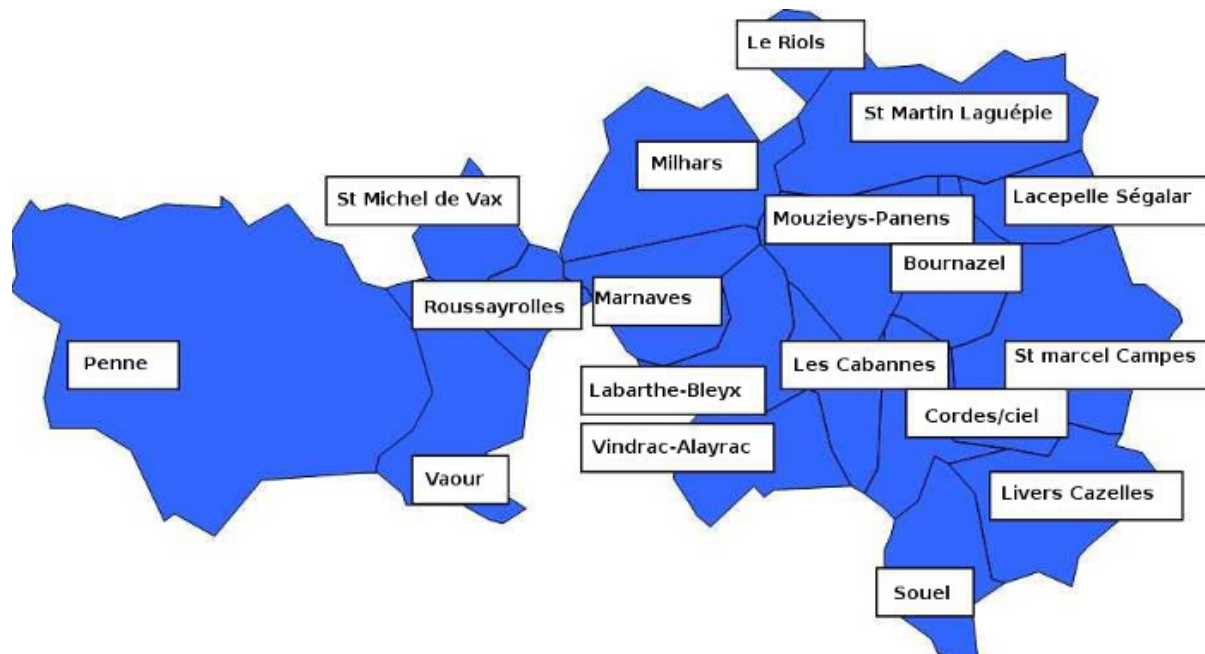 Le Riols
St Martin Laguépie
Milhars
St Michel de Vax
Lacepelle Ségalar
Mouzieys-Panens
Bournazel
Roussayrolles
Marnaves
Penne
Les Cabannes
St marcel Campes
Labarthe-Bleyx
Cordes/ciel
Vindrac-Alayrac
Vaour
Livers Cazelles
Souel